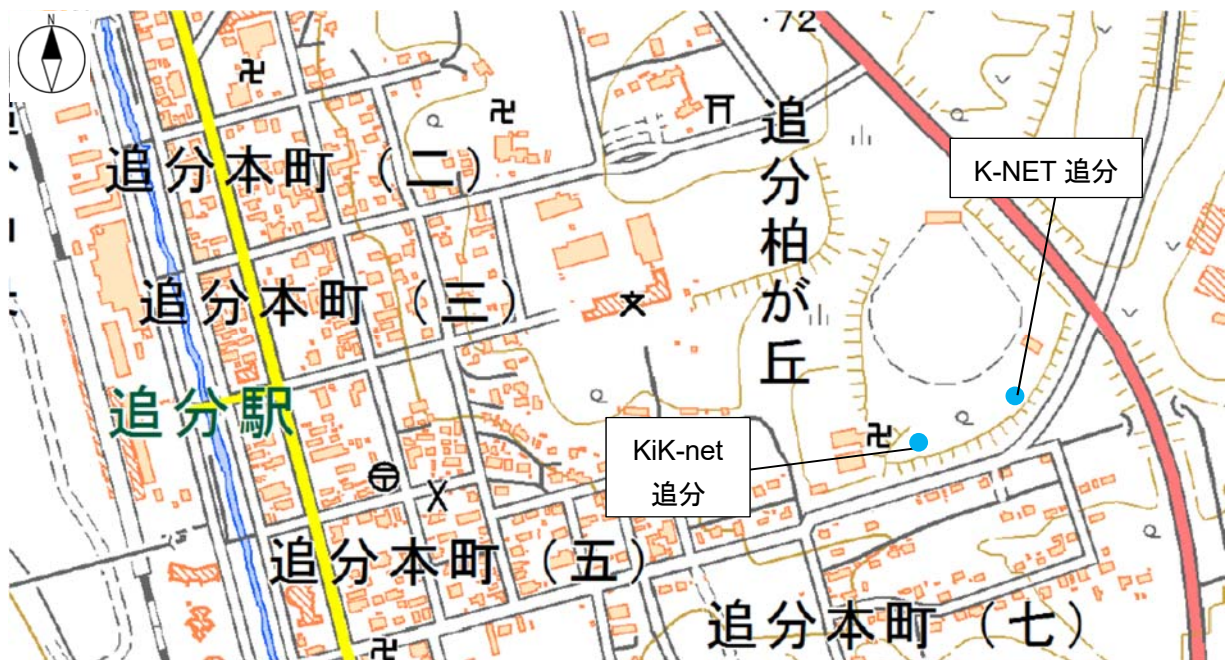 N
・72
追分本町（二）
追分柏が丘
K-NET 追分
追分本町（三）
追分駅
KiK-net
追分
追分本町（五）
追分本町（七）